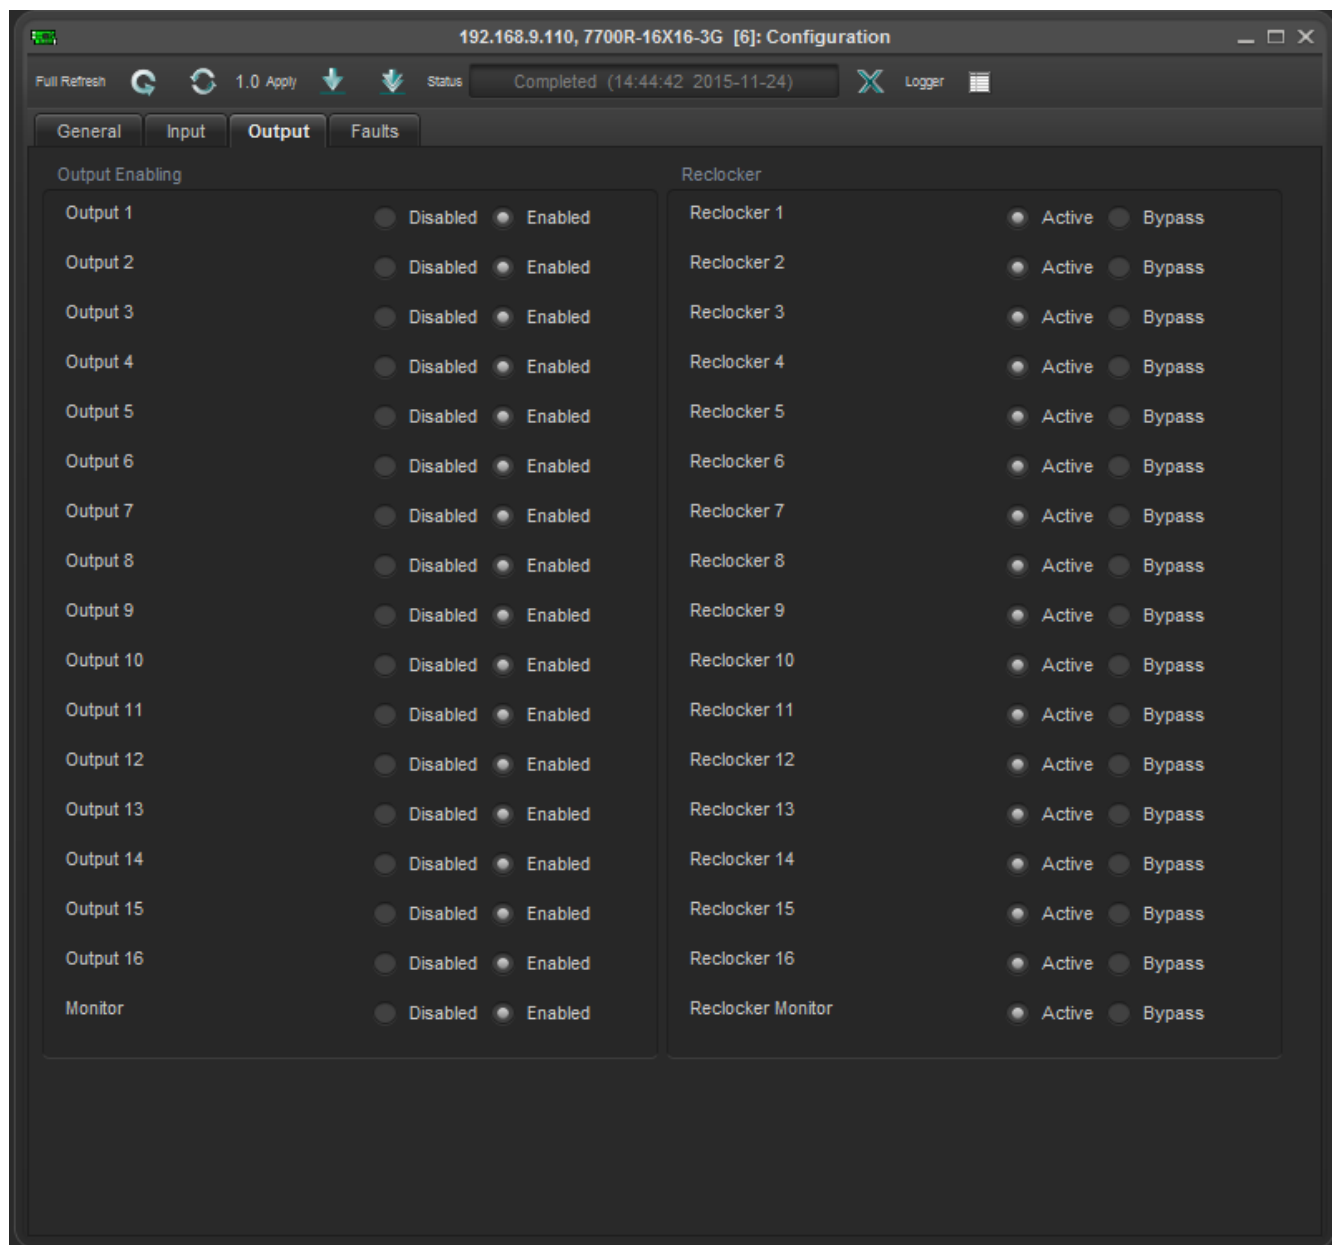 192.168.9.110, 7700R-16X16-3G [6]: Configuration
Full Refresh 1.0 Apply Status Completed (14:44:42 2015-11-24) Logger
General Input Output Faults
Output Enabling Reclocker
Output 1 Disabled Enabled Reclocker 1 Active Bypass
Output 2 Disabled Enabled Reclocker 2 Active Bypass
Output 3 Disabled Enabled Reclocker 3 Active Bypass
Output 4 Disabled Enabled Reclocker 4 Active Bypass
Output 5 Disabled Enabled Reclocker 5 Active Bypass
Output 6 Disabled Enabled Reclocker 6 Active Bypass
Output 7 Disabled Enabled Reclocker 7 Active Bypass
Output 8 Disabled Enabled Reclocker 8 Active Bypass
Output 9 Disabled Enabled Reclocker 9 Active Bypass
Output 10 Disabled Enabled Reclocker 10 Active Bypass
Output 11 Disabled Enabled Reclocker 11 Active Bypass
Output 12 Disabled Enabled Reclocker 12 Active Bypass
Output 13 Disabled Enabled Reclocker 13 Active Bypass
Output 14 Disabled Enabled Reclocker 14 Active Bypass
Output 15 Disabled Enabled Reclocker 15 Active Bypass
Output 16 Disabled Enabled Reclocker 16 Active Bypass
Monitor Disabled Enabled Reclocker Monitor Active Bypass